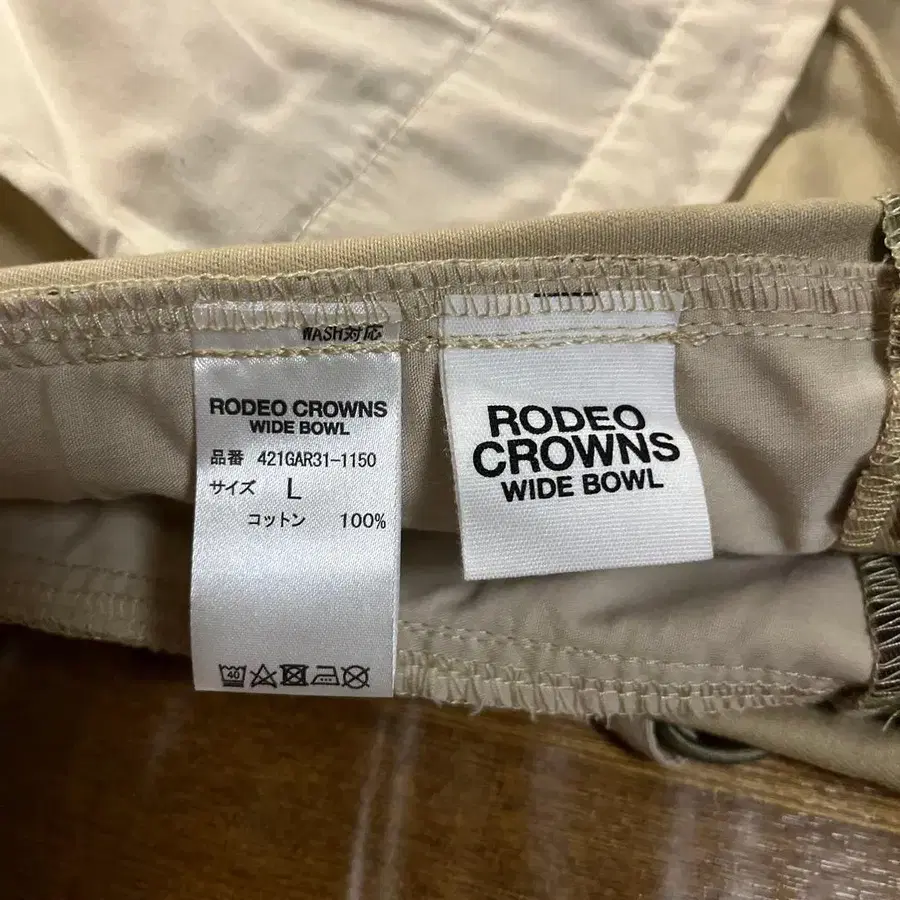 WASH対応
RODEO CROWNS
WIDE BOWL
品番 421GAR31-1150
サイズ L
コットン 100%
40
RODEO
CROWNS
WIDE BOWL